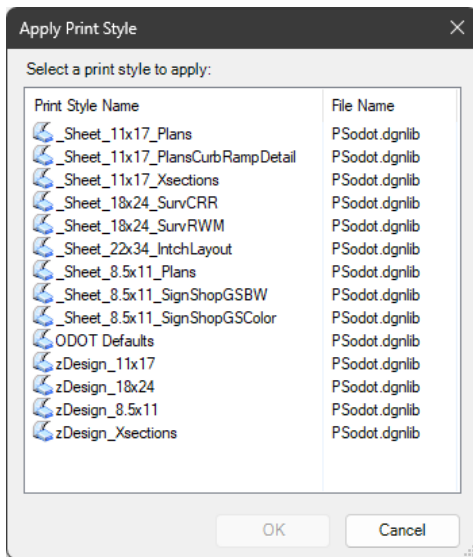 Apply Print Style
Select a print style to apply:
Print Style Name File Name
_Sheet_11x17_Plans PSodot.dgnlib
_Sheet_11x17_PlansCurbRampDetail PSodot.dgnlib
_Sheet_11x17_Xsections PSodot.dgnlib
_Sheet_18x24_SurvCRR PSodot.dgnlib
_Sheet_18x24_SurvRWM PSodot.dgnlib
_Sheet_22x34_IntchLayout PSodot.dgnlib
_Sheet_8.5x11_Plans PSodot.dgnlib
_Sheet_8.5x11_SignShopGSBW PSodot.dgnlib
_Sheet_8.5x11_SignShopGSColor PSodot.dgnlib
ODOT Defaults PSodot.dgnlib
zDesign_11x17 PSodot.dgnlib
zDesign_18x24 PSodot.dgnlib
zDesign_8.5x11 PSodot.dgnlib
zDesign_Xsections PSodot.dgnlib
OK Cancel